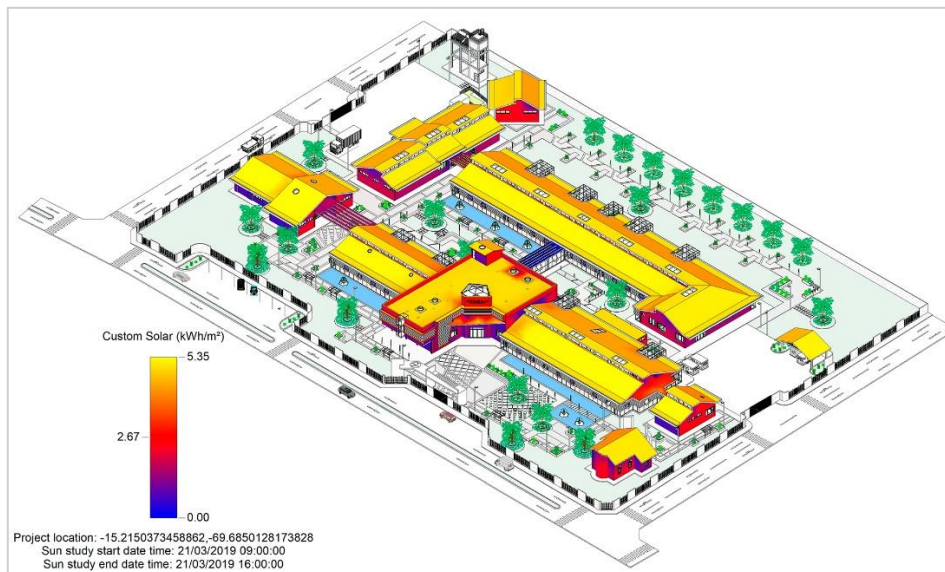 Custom Solar (kWh/m²)
5.35
2.67
0.00
Project location: -15.2150373458862,-69.6850128173828
Sun study start date time: 21/03/2019 09:00:00
Sun study end date time: 21/03/2019 16:00:00